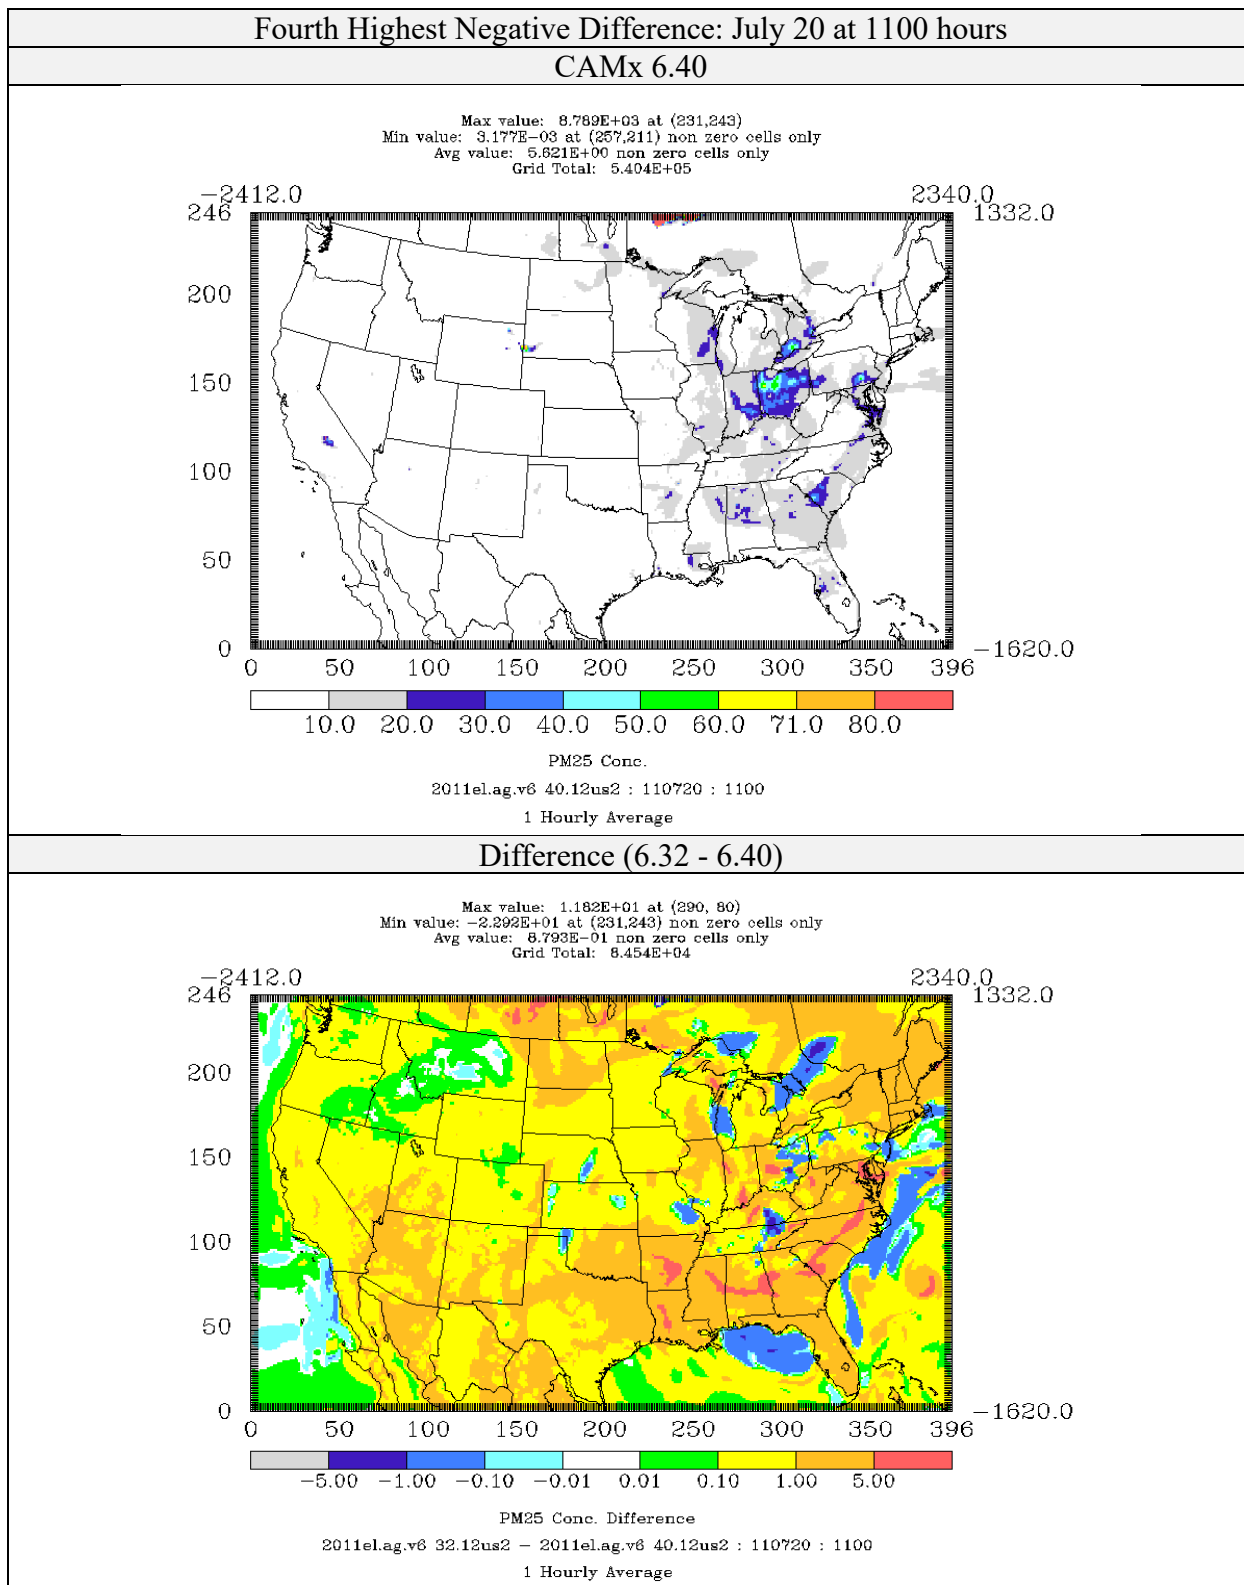 Fourth Highest Negative Difference: July 20 at 1100 hours
CAMx 6.40
Max value: 8.789E+03 at (231,243)
Min value: 3.177E−03 at (257,211) non zero cells only
Avg value: 5.621E+00 non zero cells only
Grid Total: 5.404E+05
−2412.0 2340.0
246 1332.0
200
150
100
50
0 −1620.0
0 50 100 150 200 250 300 350 396
10.0 20.0 30.0 40.0 50.0 60.0 71.0 80.0
PM25 Conc.
2011el.ag.v6 40.12us2 : 110720 : 1100
1 Hourly Average
Difference (6.32 - 6.40)
Max value: 1.182E+01 at (290, 80)
Min value: −2.292E+01 at (231,243) non zero cells only
Avg value: 8.793E−01 non zero cells only
Grid Total: 8.454E+04
−2412.0 2340.0
246 1332.0
200
150
100
50
0 −1620.0
0 50 100 150 200 250 300 350 396
−5.00 −1.00 −0.10 −0.01 0.01 0.10 1.00 5.00
PM25 Conc. Difference
2011el.ag.v6 32.12us2 − 2011el.ag.v6 40.12us2 : 110720 : 1100
1 Hourly Average